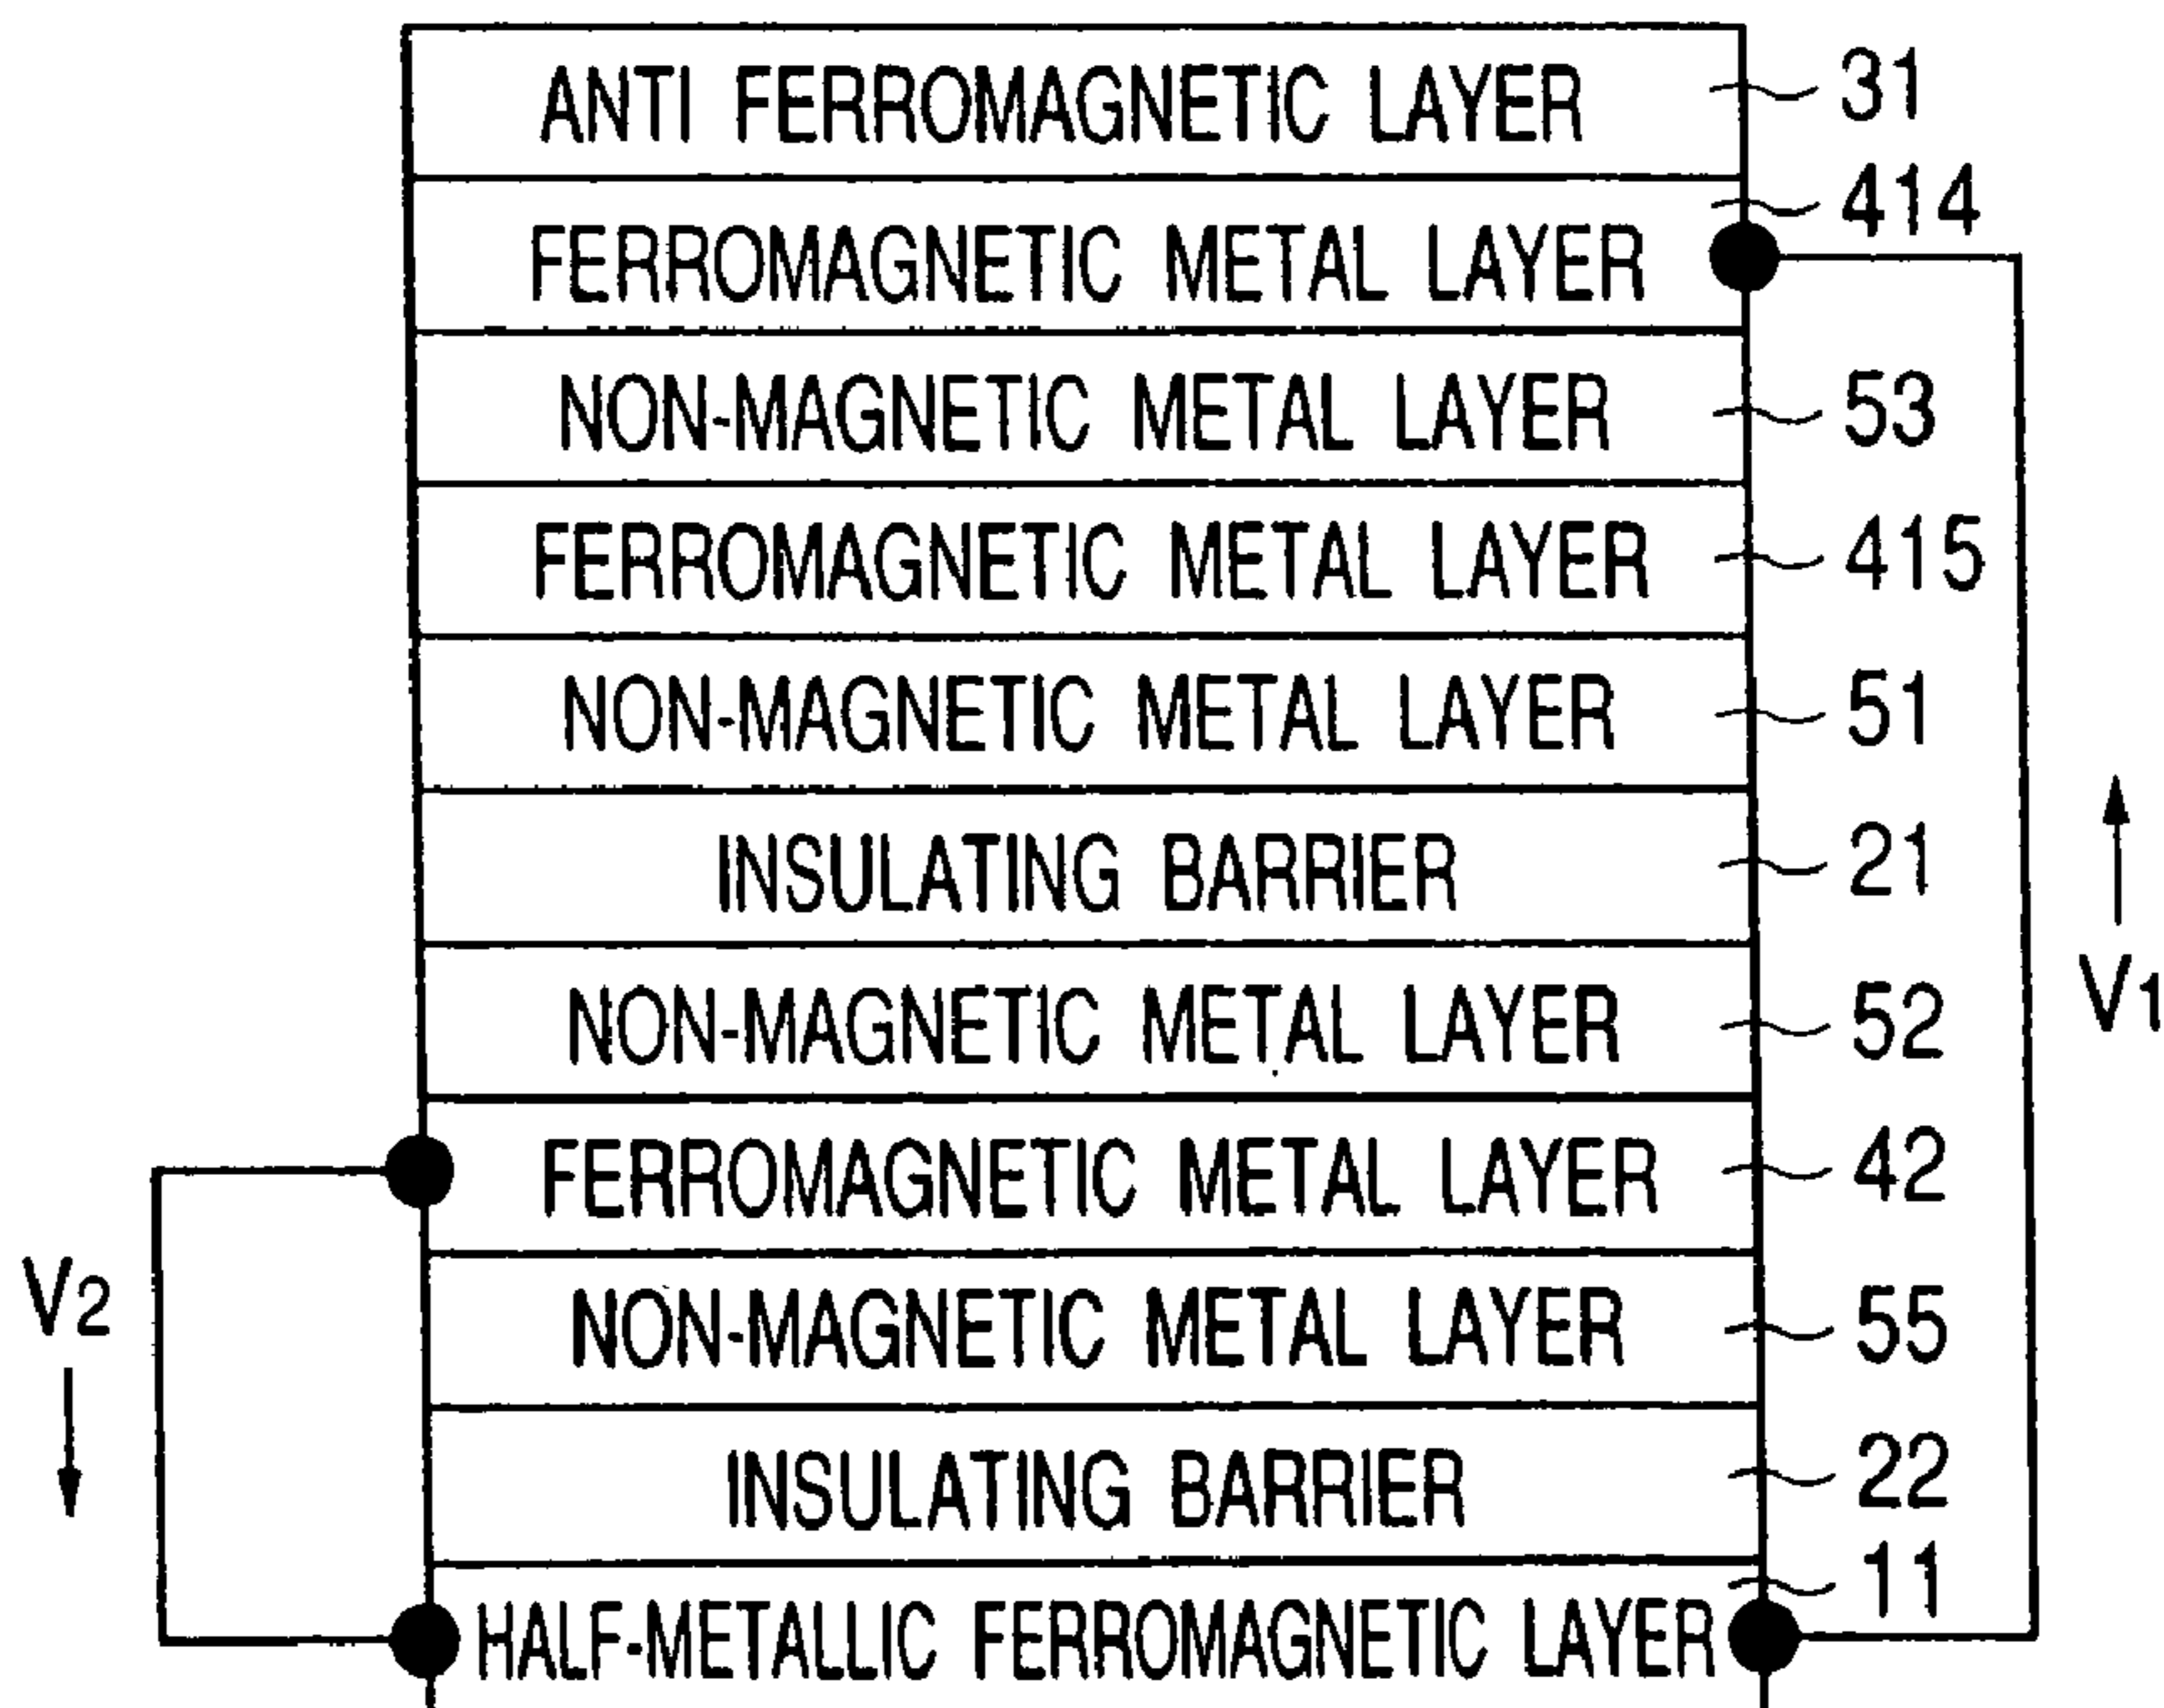 ANTI FERROMAGNETIC LAYER 31
414
FERROMAGNETIC METAL LAYER
NON-MAGNETIC METAL LAYER 53
FERROMAGNETIC METAL LAYER 415
NON-MAGNETIC METAL LAYER 51
INSULATING BARRIER 21
V1
NON-MAGNETIC METAL LAYER 52
FERROMAGNETIC METAL LAYER 42
V2
NON-MAGNETIC METAL LAYER 55
INSULATING BARRIER 22
11
HALF-METALLIC FERROMAGNETIC LAYER